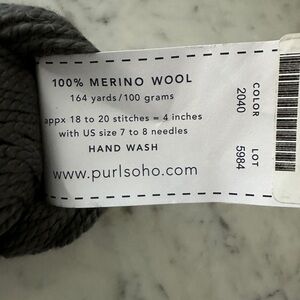 100% MERINO WOOL
164 yards/100 grams
appx 18 to 20 stitches = 4 inches
with US size 7 to 8 needles
HAND WASH
www.purlsoho.com
COLOR
2040
LOT
5984